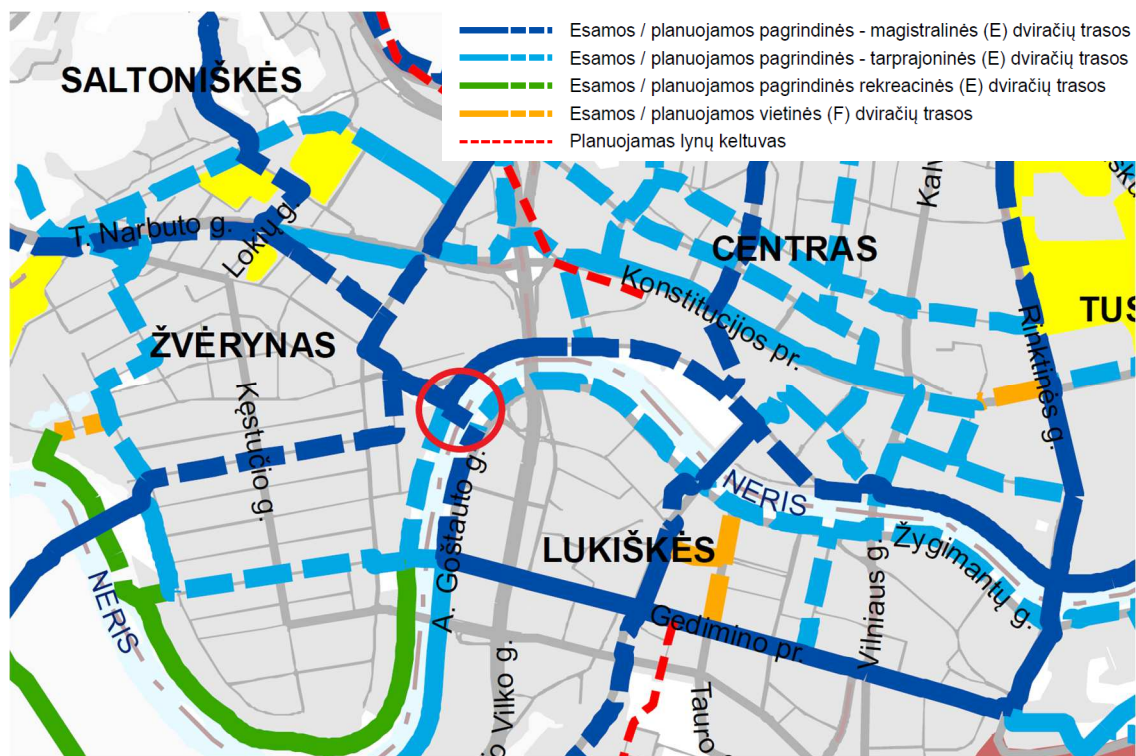 Esamos / planuojamos pagrindinės - magistralinės (E) dviračių trasos
Esamos / planuojamos pagrindinės - tarprajoninės (E) dviračių trasos
Esamos / planuojamos pagrindinės rekreacinės (E) dviračių trasos
Esamos / planuojamos vietinės (F) dviračių trasos
Planuojamas lynų keltuvas
SALTONIŠKĖS
Kalv
T. Narbuto g.
Lokių g.
CENTRAS
Konstitucijos pr.
TUS
Rinktinės g.
ŽVĖRYNAS
Kęstučio g.
A. Goštauto g.
NERIS
LUKIŠKĖS
Žygimantų g.
NERIS
Vilniaus g.
Gedimino pr.
o Vilko g.
Tauro